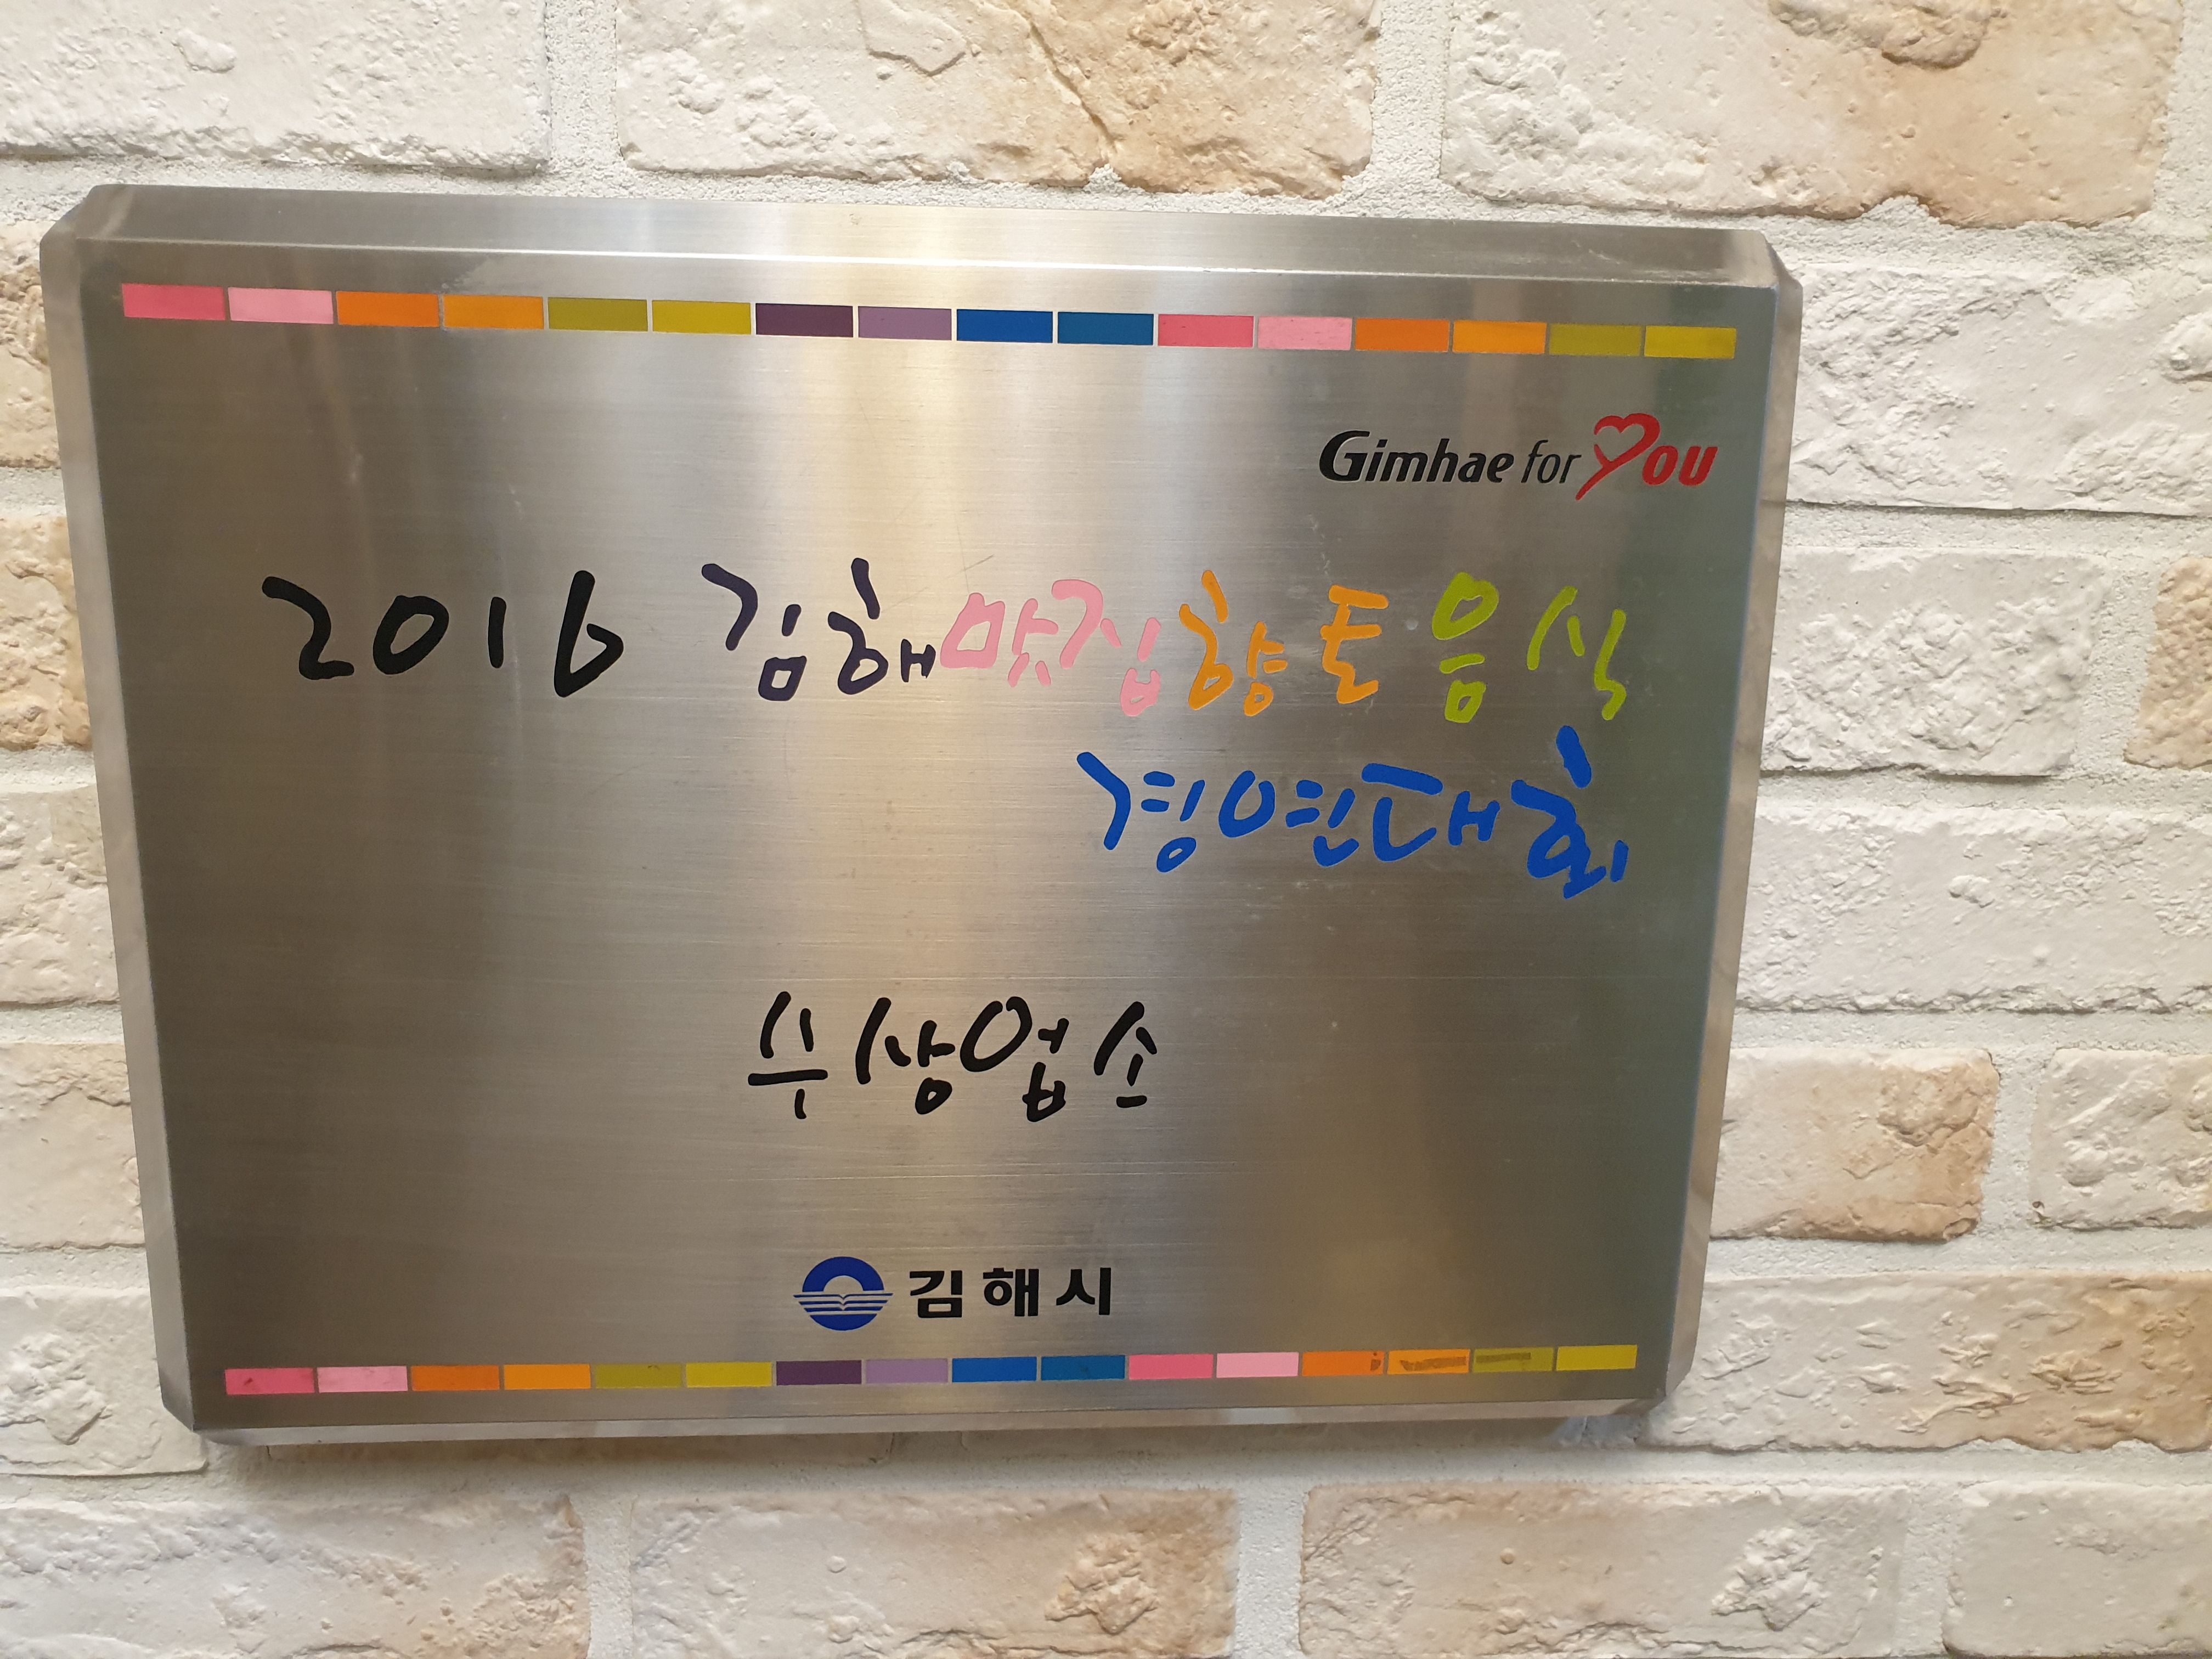 Gimhae for You
2016 김해맛집향토음식
경연대회
수상업소
김해시